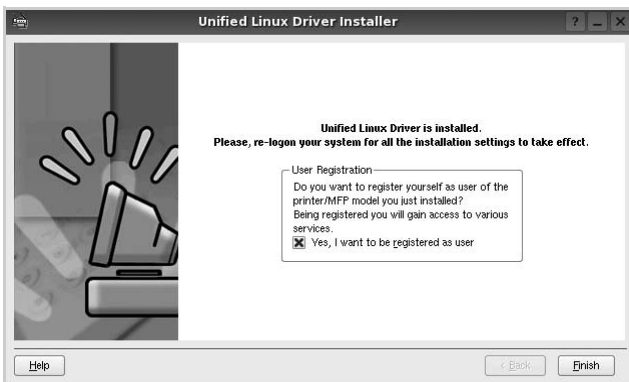 Unified Linux Driver Installer
Unified Linux Driver is installed.
Please, re-logon your system for all the installation settings to take effect.
User Registration
Do you want to register yourself as user of the
printer/MFP model you just installed?
Being registered you will gain access to various
services.
Yes, I want to be registered as user
Help
< Back
Finish